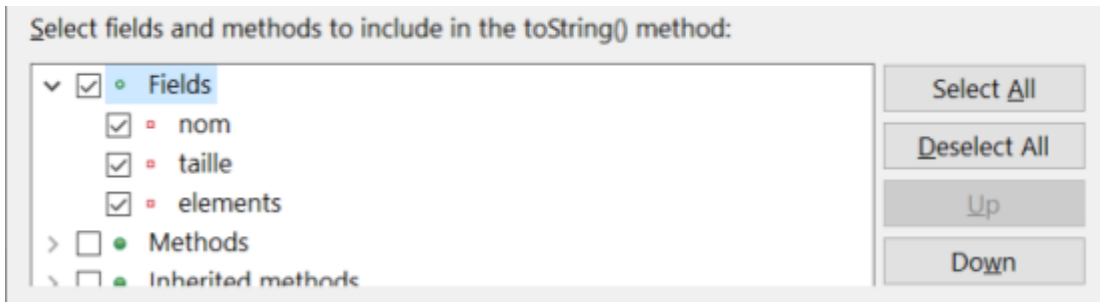 Select fields and methods to include in the toString() method:
Fields
nom
taille
elements
Methods
Inherited methods
Select All
Deselect All
Up
Down